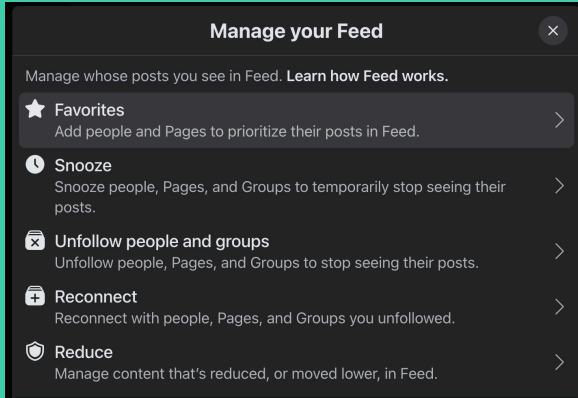 Manage your Feed
Manage whose posts you see in Feed. Learn how Feed works.
Favorites
Add people and Pages to prioritize their posts in Feed.
Snooze
Snooze people, Pages, and Groups to temporarily stop seeing their
posts.
Unfollow people and groups
Unfollow people, Pages, and Groups to stop seeing their posts.
Reconnect
Reconnect with people, Pages, and Groups you unfollowed.
Reduce
Manage content that's reduced, or moved lower, in Feed.